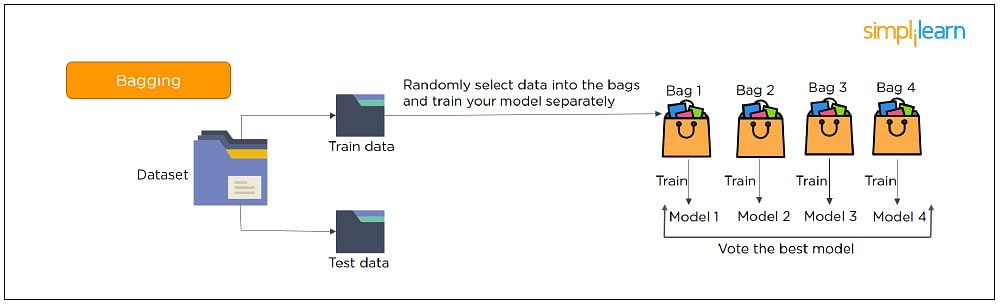 simplilearn
Bagging
Randomly select data into the bags
and train your model separately
Bag 1
Bag 2
Bag 3
Bag 4
Dataset
Train data
Train
Train
Train
Train
Model 1
Model 2
Model 3
Model 4
Vote the best model
Test data